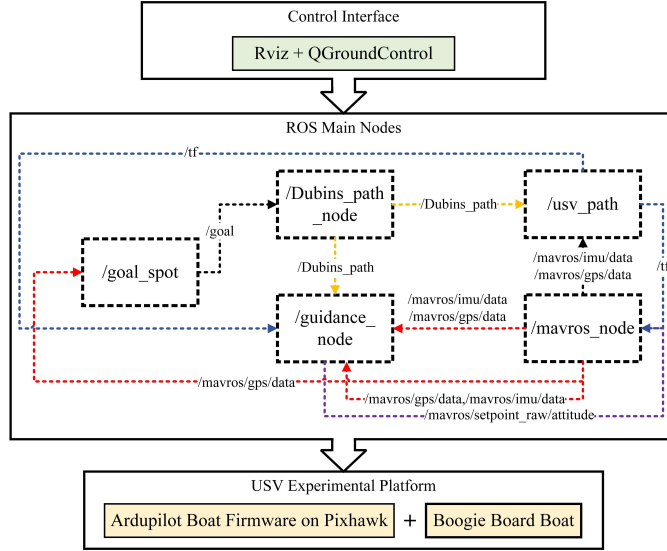 Control Interface
Rviz + QGroundControl
ROS Main Nodes
/tf
/Dubins_path
_node
/Dubins_path
/usv_path
/goal
/mavros/imu/data
/mavros/gps/data
/tf
/goal_spot
/Dubins_path
/mavros/imu/data
/mavros/gps/data
/guidance_
node
/mavros_node
/mavros/gps/data
/mavros/gps/data,/mavros/imu/data
/mavros/setpoint_raw/attitude
USV Experimental Platform
Ardupilot Boat Firmware on Pixhawk + Boogie Board Boat